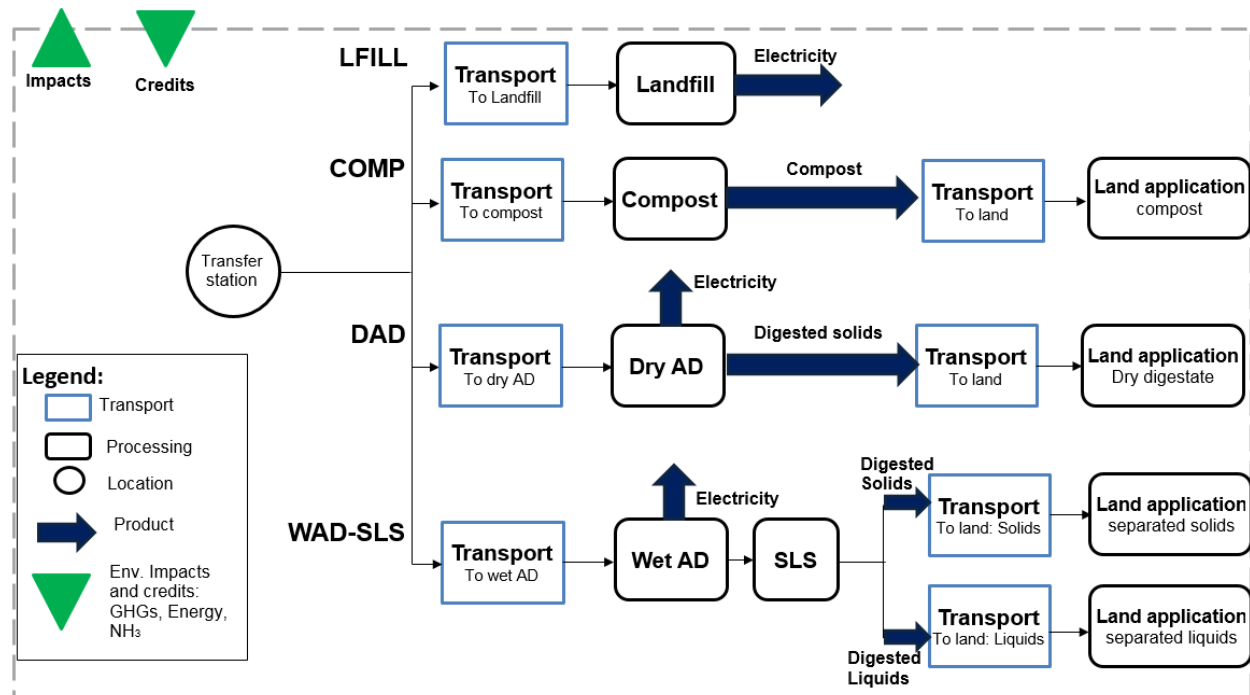 Impacts
Credits
LFILL
Transport
To Landfill
Landfill
Electricity
COMP
Transport
To compost
Compost
Compost
Transport
To land
Land application
compost
Transfer
station
DAD
Transport
To dry AD
Dry AD
Electricity
Digested solids
Transport
To land
Land application
Dry digestate
WAD-SLS
Transport
To wet AD
Wet AD
Electricity
SLS
Digested
Solids
Transport
To land: Solids
Land application
separated solids
Digested
Liquids
Transport
To land: Liquids
Land application
separated liquids
Legend:
Transport
Processing
Location
Product
Env. Impacts
and credits:
GHGs, Energy,
NH₃